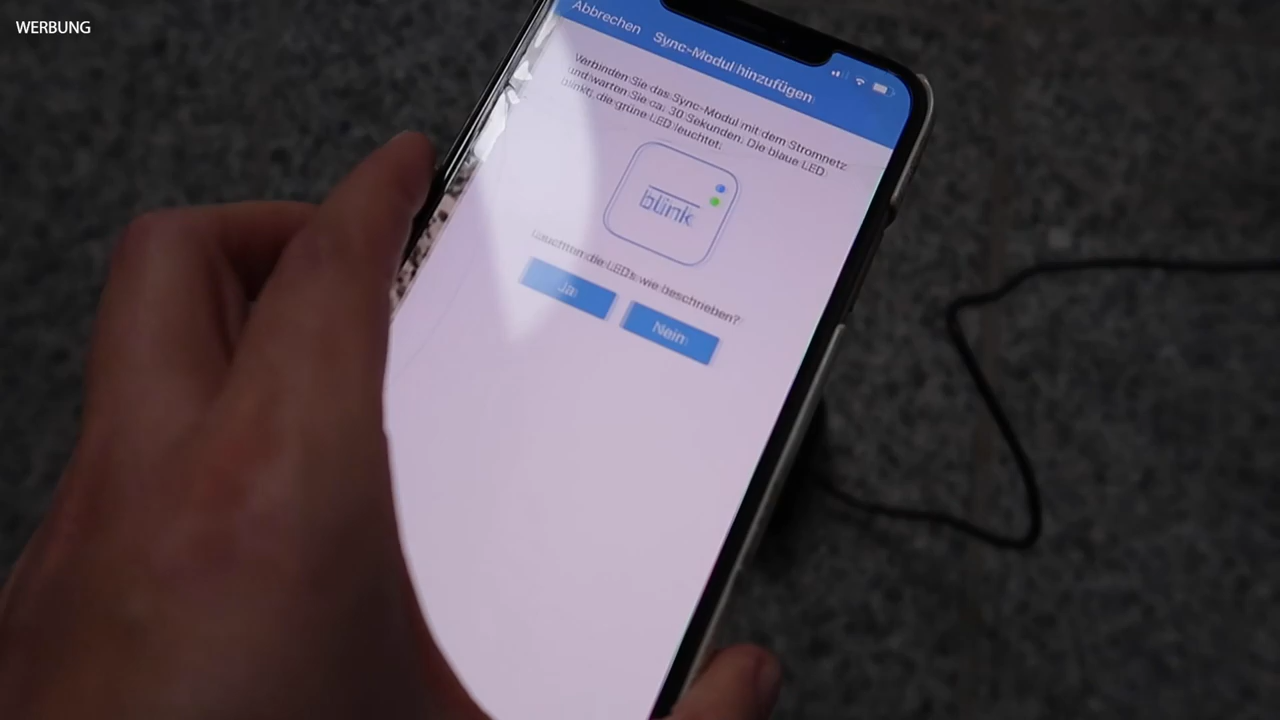 WERBUNG
Abbrechen Sync-Modul hinzufügen
Verbinden Sie das Sync-Modul mit dem Stromnetz
und warten Sie ca. 30 Sekunden. Die blaue LED
blinkt, die grüne LED leuchtet.
blink
Leuchten die LEDs wie beschrieben?
Ja
Nein